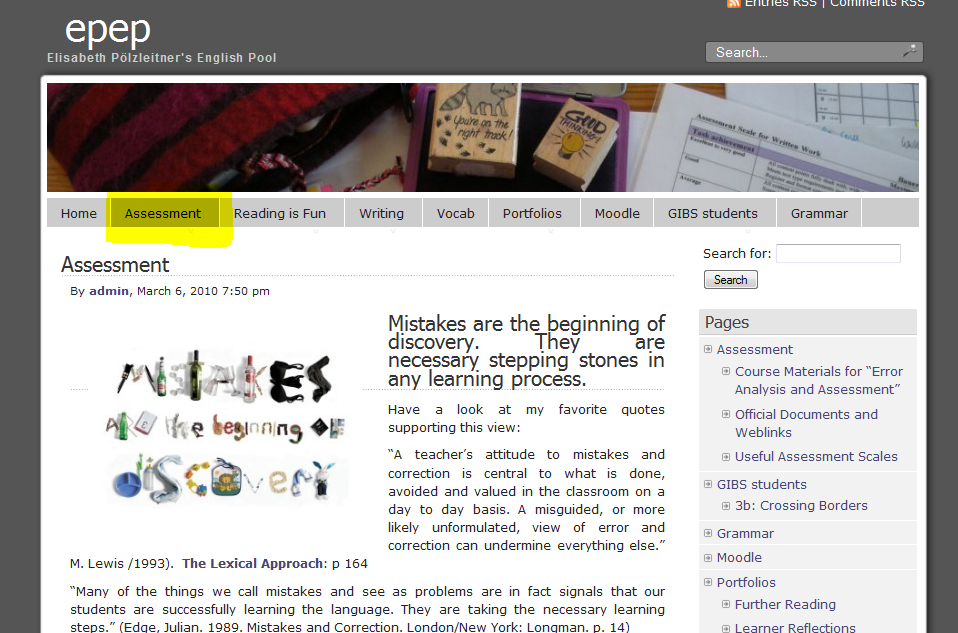 Entries RSS | Comments RSS
epep
Elisabeth Pölzleitner's English Pool
Search...
You're on the
right track!
GOOD
THINKING!
Assessment Scale for Written Work
Task achievement
Excellent to very good
Good
Average
Home Assessment Reading is Fun Writing Vocab Portfolios Moodle GIBS students Grammar
Assessment
By admin, March 6, 2010 7:50 pm
MISTAKES
ARE the beginning OF
DISCOVERY
Mistakes are the beginning of
discovery. They are
necessary stepping stones in
any learning process.
Have a look at my favorite quotes
supporting this view:
“A teacher’s attitude to mistakes and
correction is central to what is done,
avoided and valued in the classroom on a
day to day basis. A misguided, or more
likely unformulated, view of error and
correction can undermine everything else.”
M. Lewis /1993). The Lexical Approach: p 164
“Many of the things we call mistakes and see as problems are in fact signals that our
students are successfully learning the language. They are taking the necessary learning
steps.” (Edge, Julian. 1989. Mistakes and Correction. London/New York: Longman. p. 14)
Search for:
Search
Pages
Assessment
Course Materials for “Error
Analysis and Assessment”
Official Documents and
Weblinks
Useful Assessment Scales
GIBS students
3b: Crossing Borders
Grammar
Moodle
Portfolios
Further Reading
Learner Reflections